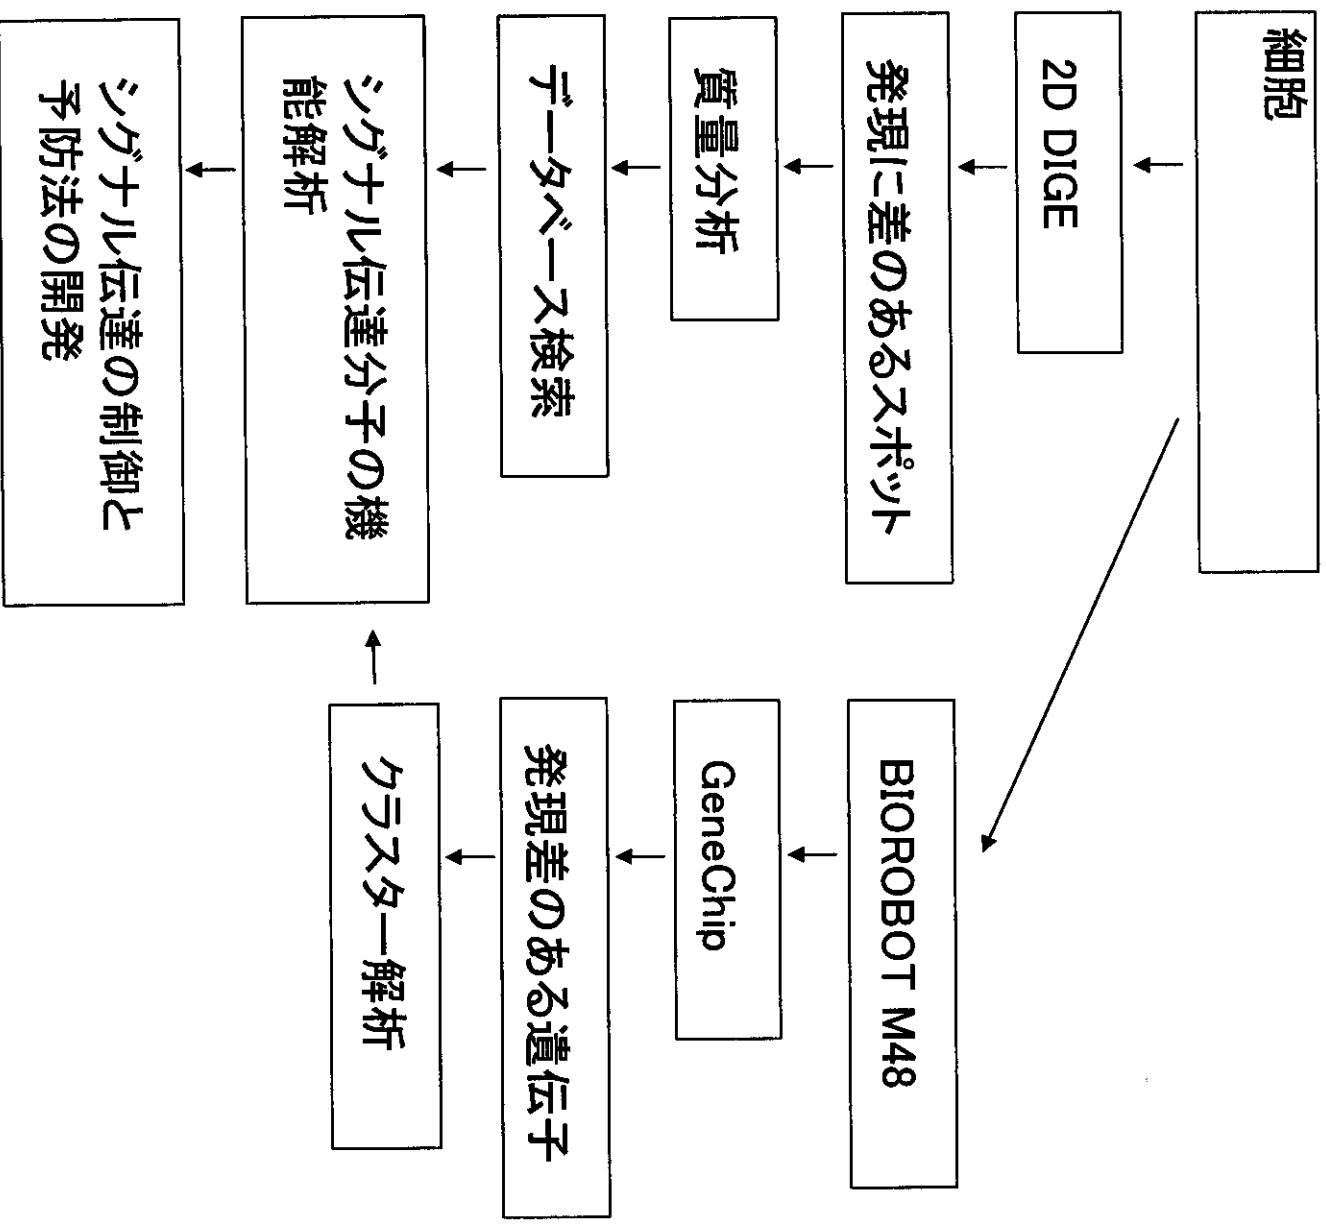 細胞
2D DIGE
発現に差のあるスポット
質量分析
データベース検索
シグナル伝達分子の機
能解析
シグナル伝達の制御と
予防法の開発
BIOROBOT M48
GeneChip
発現差のある遺伝子
クラスター解析